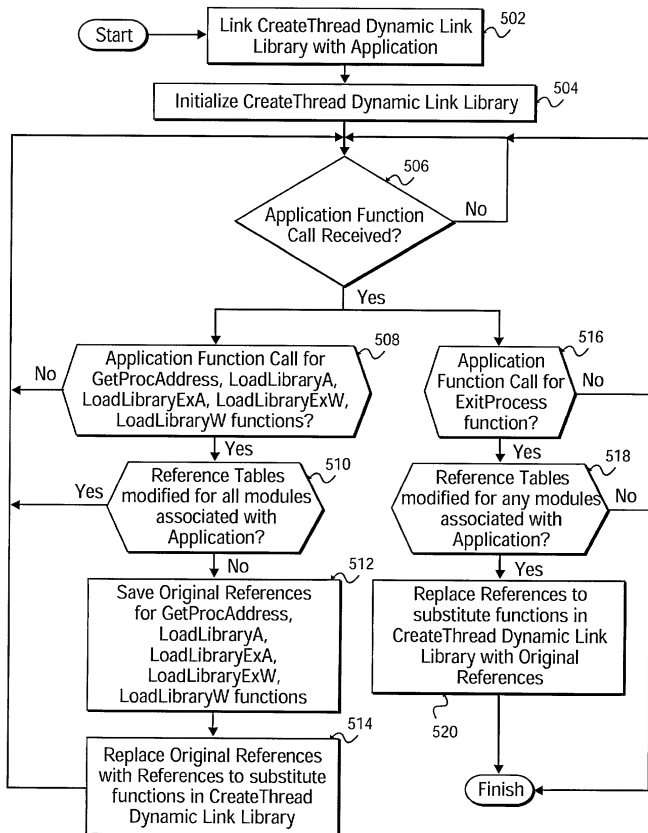 Start
Link CreateThread Dynamic Link
Library with Application
502
Initialize CreateThread Dynamic Link Library
504
506
Application Function
Call Received?
No
Yes
508
Application Function Call for
GetProcAddress, LoadLibraryA,
LoadLibraryExA, LoadLibraryExW,
LoadLibraryW functions?
No
Yes
516
Application
Function Call for
ExitProcess
function?
No
Yes
510
Reference Tables
modified for all modules
associated with
Application?
Yes
No
518
Reference Tables
modified for any modules
associated with
Application?
No
Yes
512
Save Original References
for GetProcAddress,
LoadLibraryA,
LoadLibraryExA,
LoadLibraryExW,
LoadLibraryW functions
Replace References to
substitute functions in
CreateThread Dynamic Link
Library with Original
References
520
514
Replace Original References
with References to substitute
functions in CreateThread
Dynamic Link Library
Finish